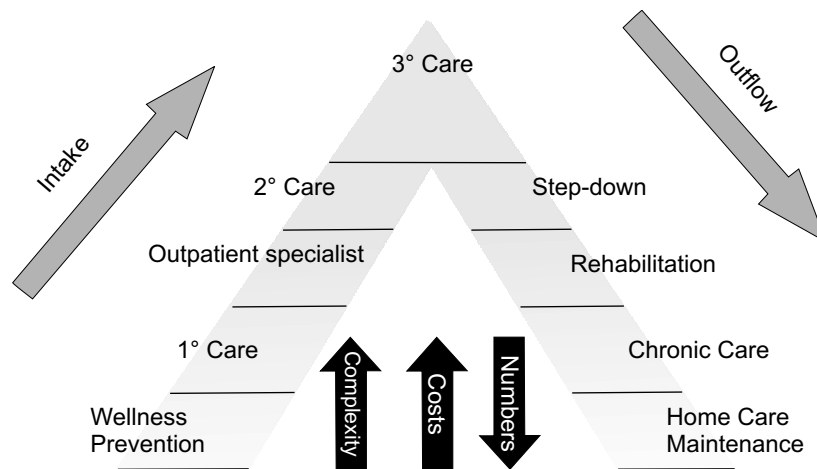 3° Care
Intake
Outflow
2° Care
Step-down
Outpatient specialist
Rehabilitation
1° Care
Chronic Care
Complexity
Costs
Numbers
Wellness
Prevention
Home Care
Maintenance